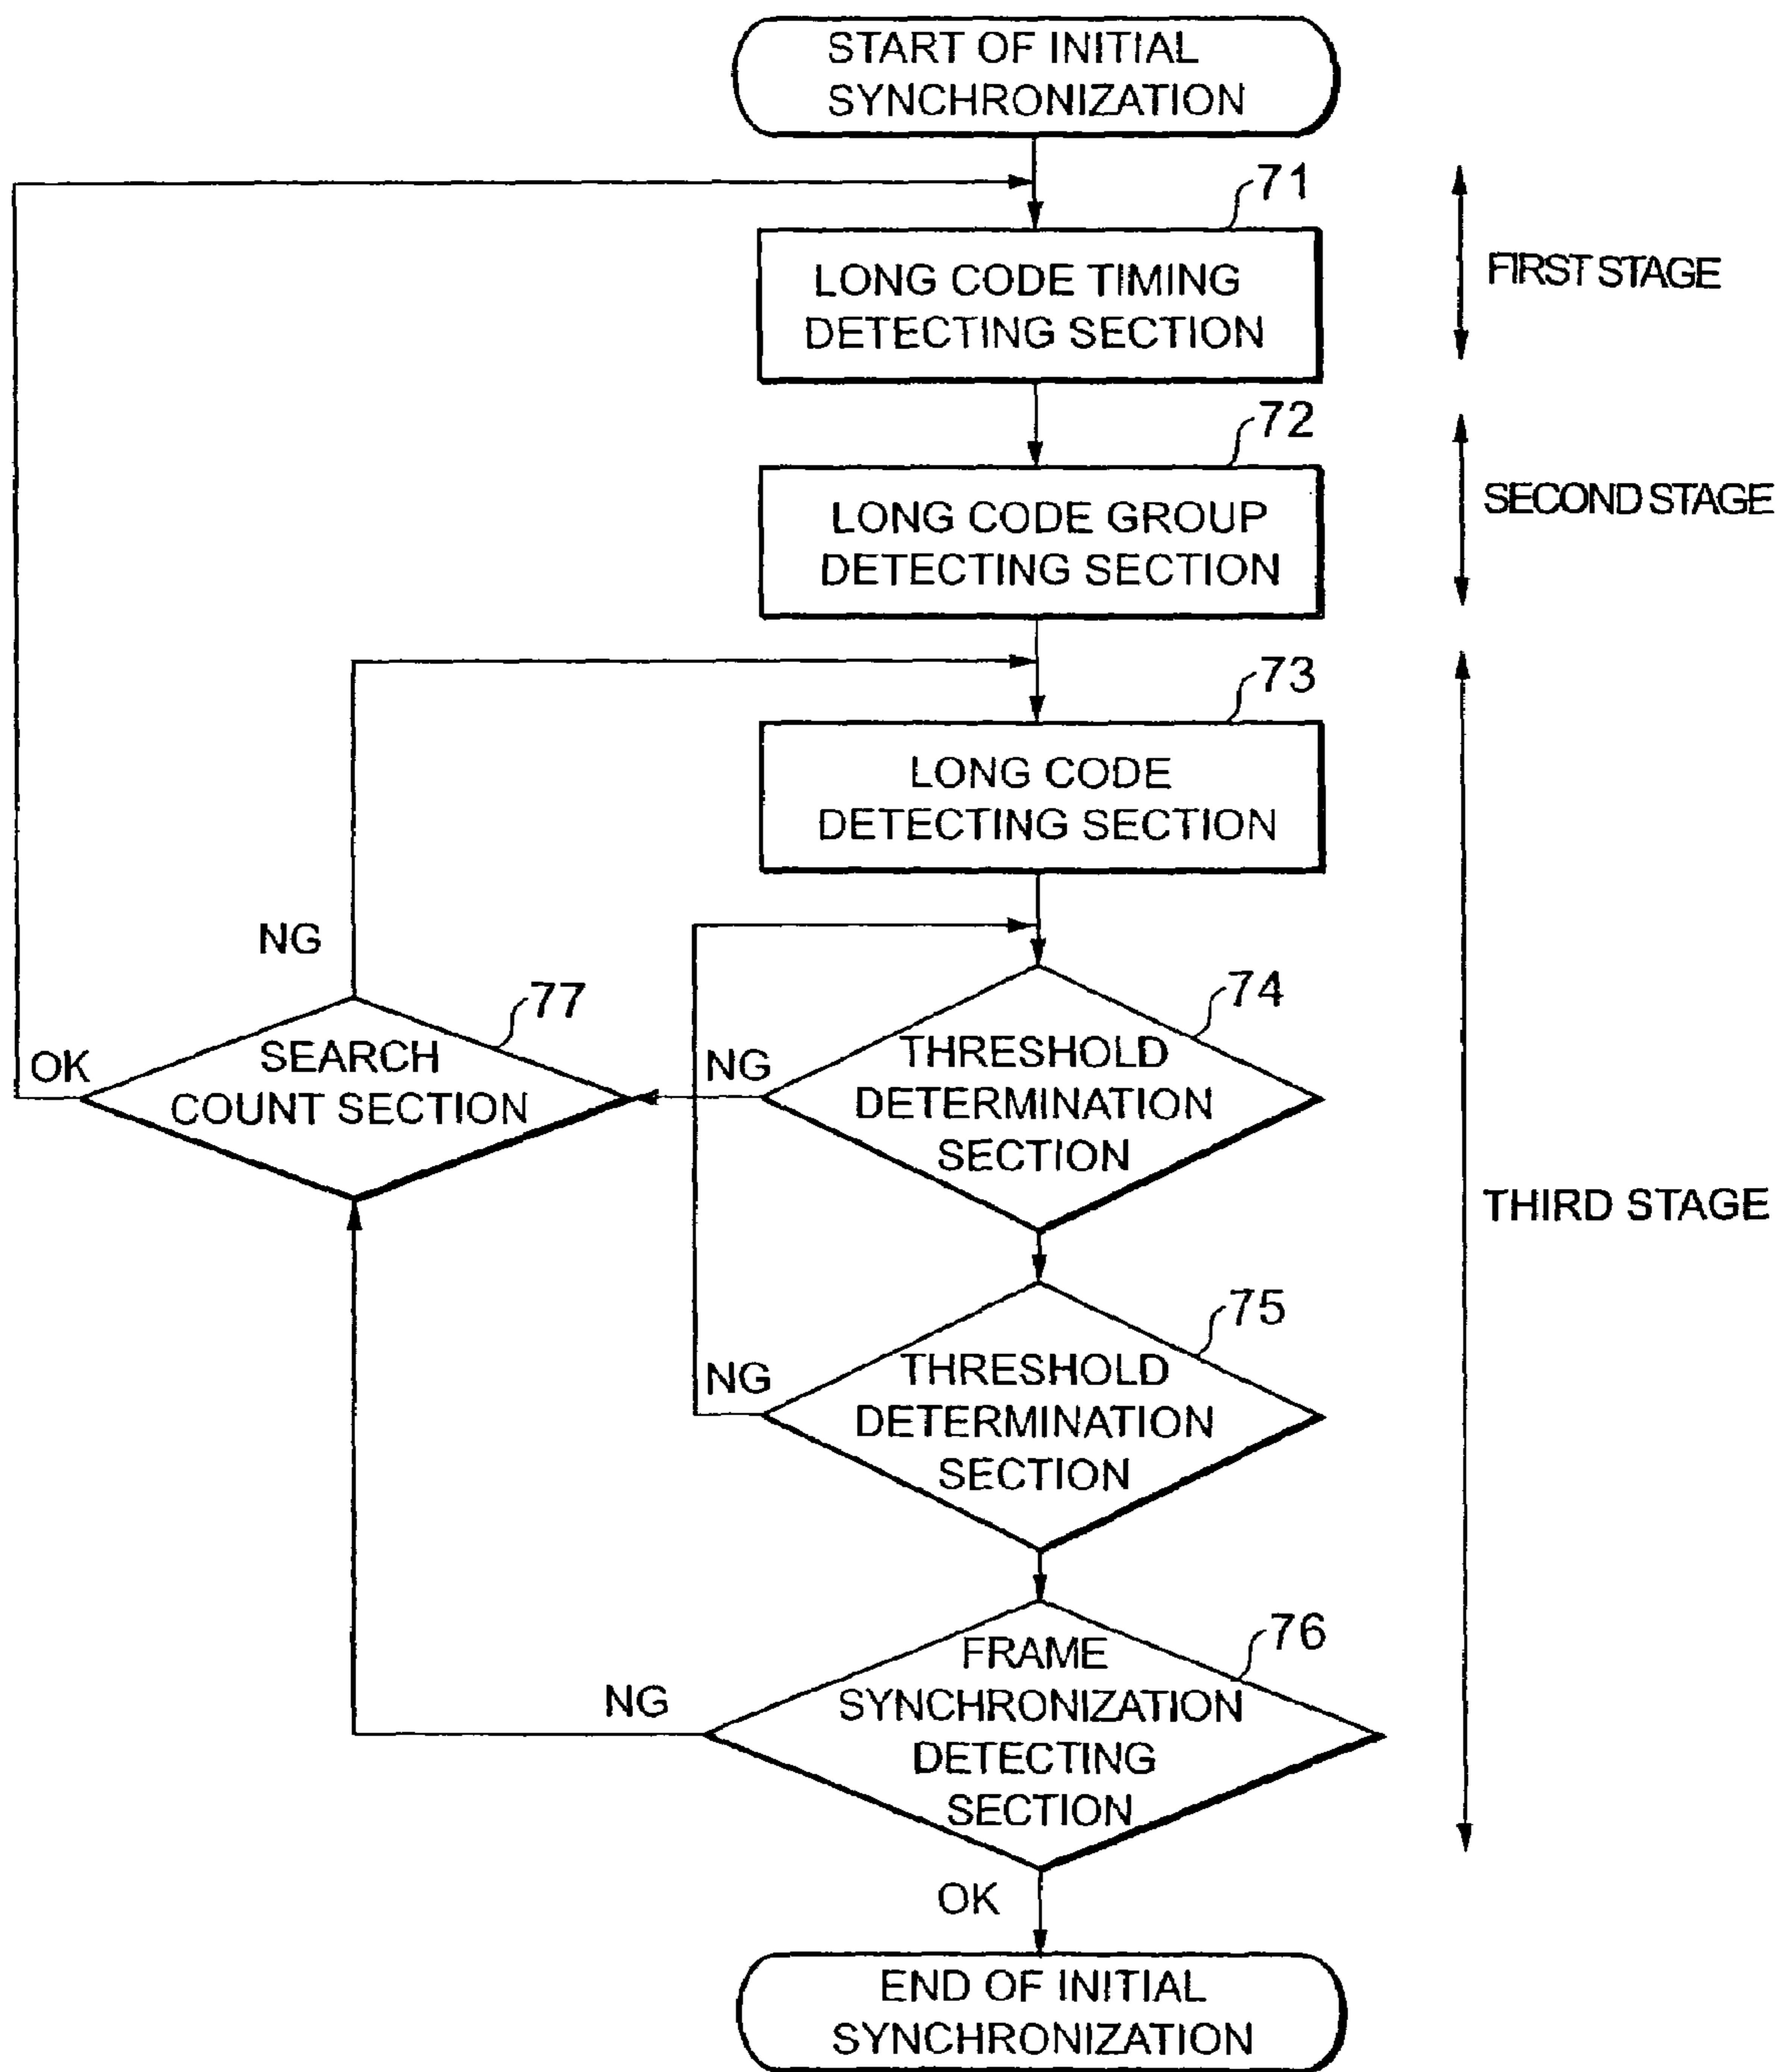 START OF INITIAL
SYNCHRONIZATION
71
LONG CODE TIMING
DETECTING SECTION
FIRST STAGE
72
LONG CODE GROUP
DETECTING SECTION
SECOND STAGE
73
LONG CODE
DETECTING SECTION
NG
77
SEARCH
COUNT SECTION
OK
74
NG
THRESHOLD
DETERMINATION
SECTION
THIRD STAGE
75
NG
THRESHOLD
DETERMINATION
SECTION
76
NG
FRAME
SYNCHRONIZATION
DETECTING
SECTION
OK
END OF INITIAL
SYNCHRONIZATION